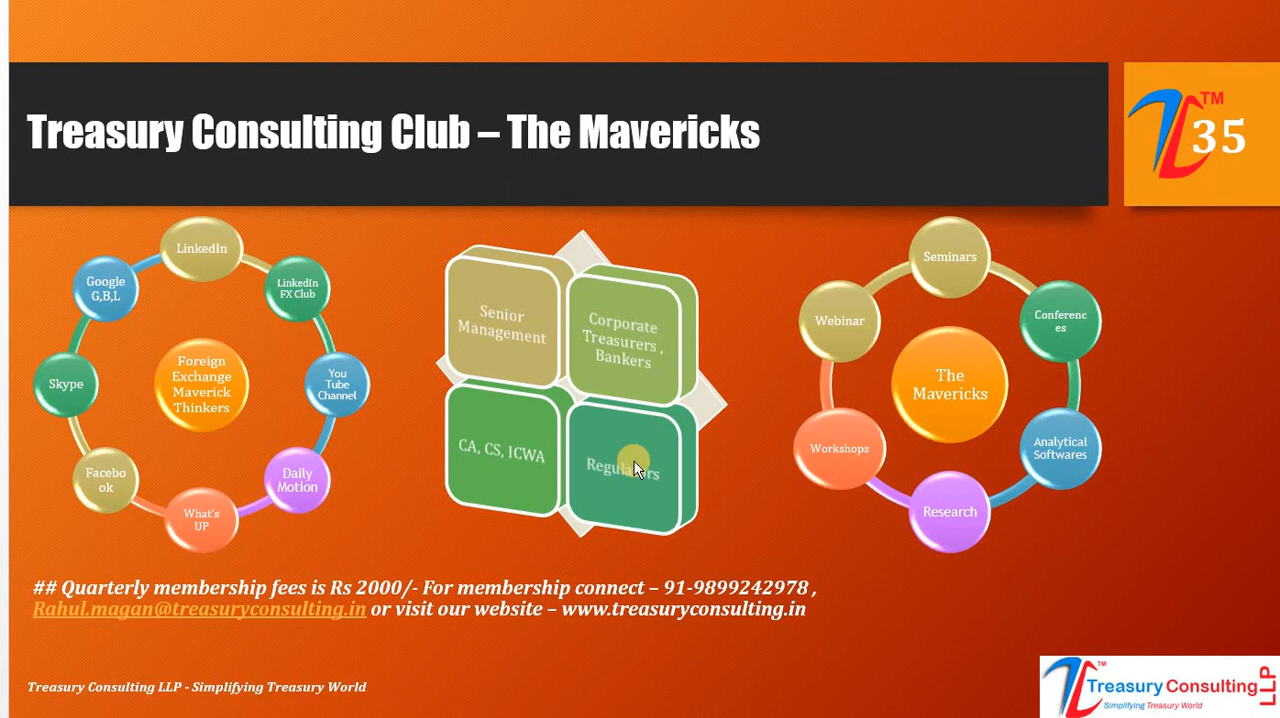 Treasury Consulting Club – The Mavericks
TM
35
LinkedIn
LinkedIn
FX Club
You
Tube
Channel
Daily
Motion
What's
UP
Facebo
ok
Skype
Google
G,B,L
Foreign
Exchange
Maverick
Thinkers
Senior
Management
Corporate
Treasurers ,
Bankers
CA, CS, ICWA
Regulators
Seminars
Conferenc
es
Analytical
Softwares
Research
Workshops
Webinar
The
Mavericks
## Quarterly membership fees is Rs 2000/- For membership connect – 91-9899242978 ,
Rahul.magan@treasuryconsulting.in or visit our website – www.treasuryconsulting.in
Treasury Consulting LLP - Simplifying Treasury World
TM
Treasury Consulting LLP
Simplifying Treasury World